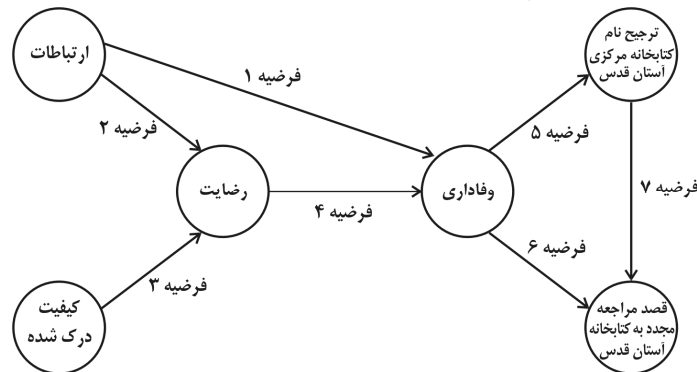 ارتباطات
ترجیح نام
کتابخانه مرکزی
آستان قدس
فرضیه ۱
فرضیه ۲
فرضیه ۵
رضایت
وفاداری
فرضیه ۷
فرضیه ۴
فرضیه ۳
فرضیه ۶
کیفیت
درک شده
قصد مراجعه
مجدد به کتابخانه
آستان قدس